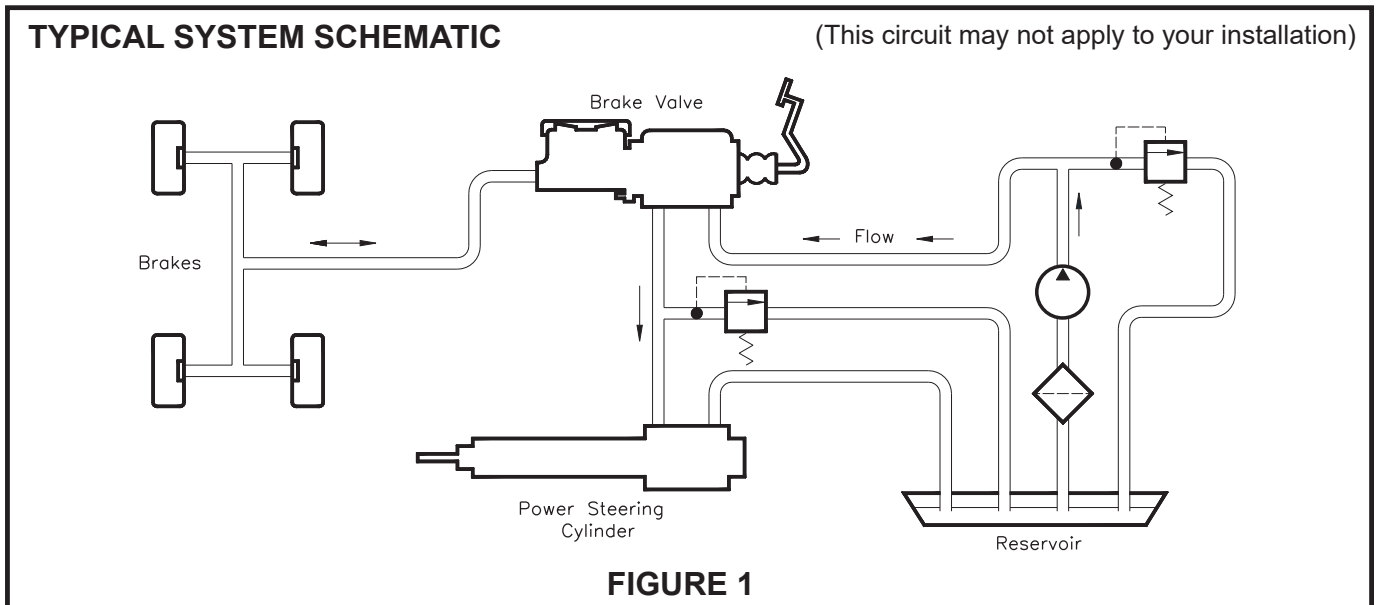 TYPICAL SYSTEM SCHEMATIC
(This circuit may not apply to your installation)
Brake Valve
Flow
Brakes
Power Steering
Cylinder
Reservoir
FIGURE 1